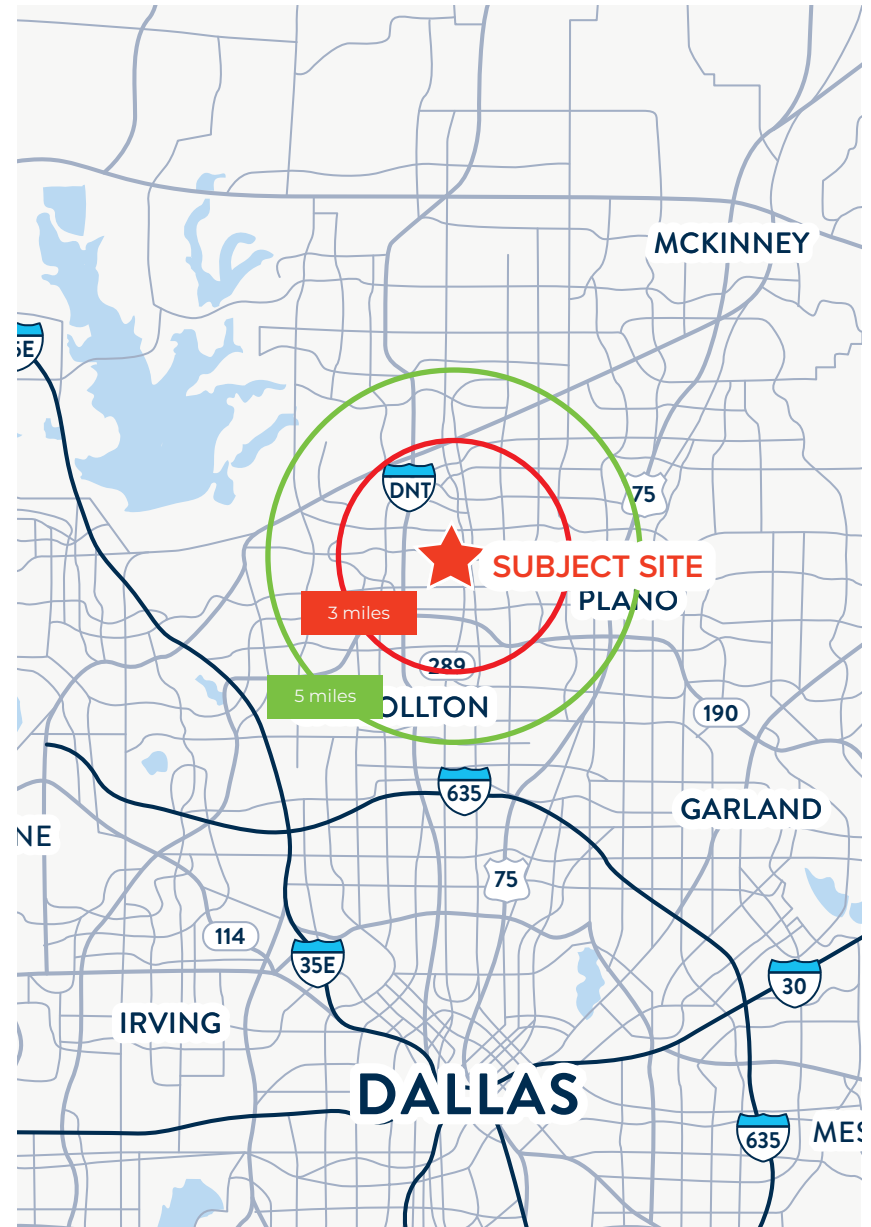 MCKINNEY
6E
DNT
75
SUBJECT SITE
PLANO
3 miles
289
5 miles
OLLTON
190
635
GARLAND
NE
75
114
35E
30
IRVING
DALLAS
635
MES